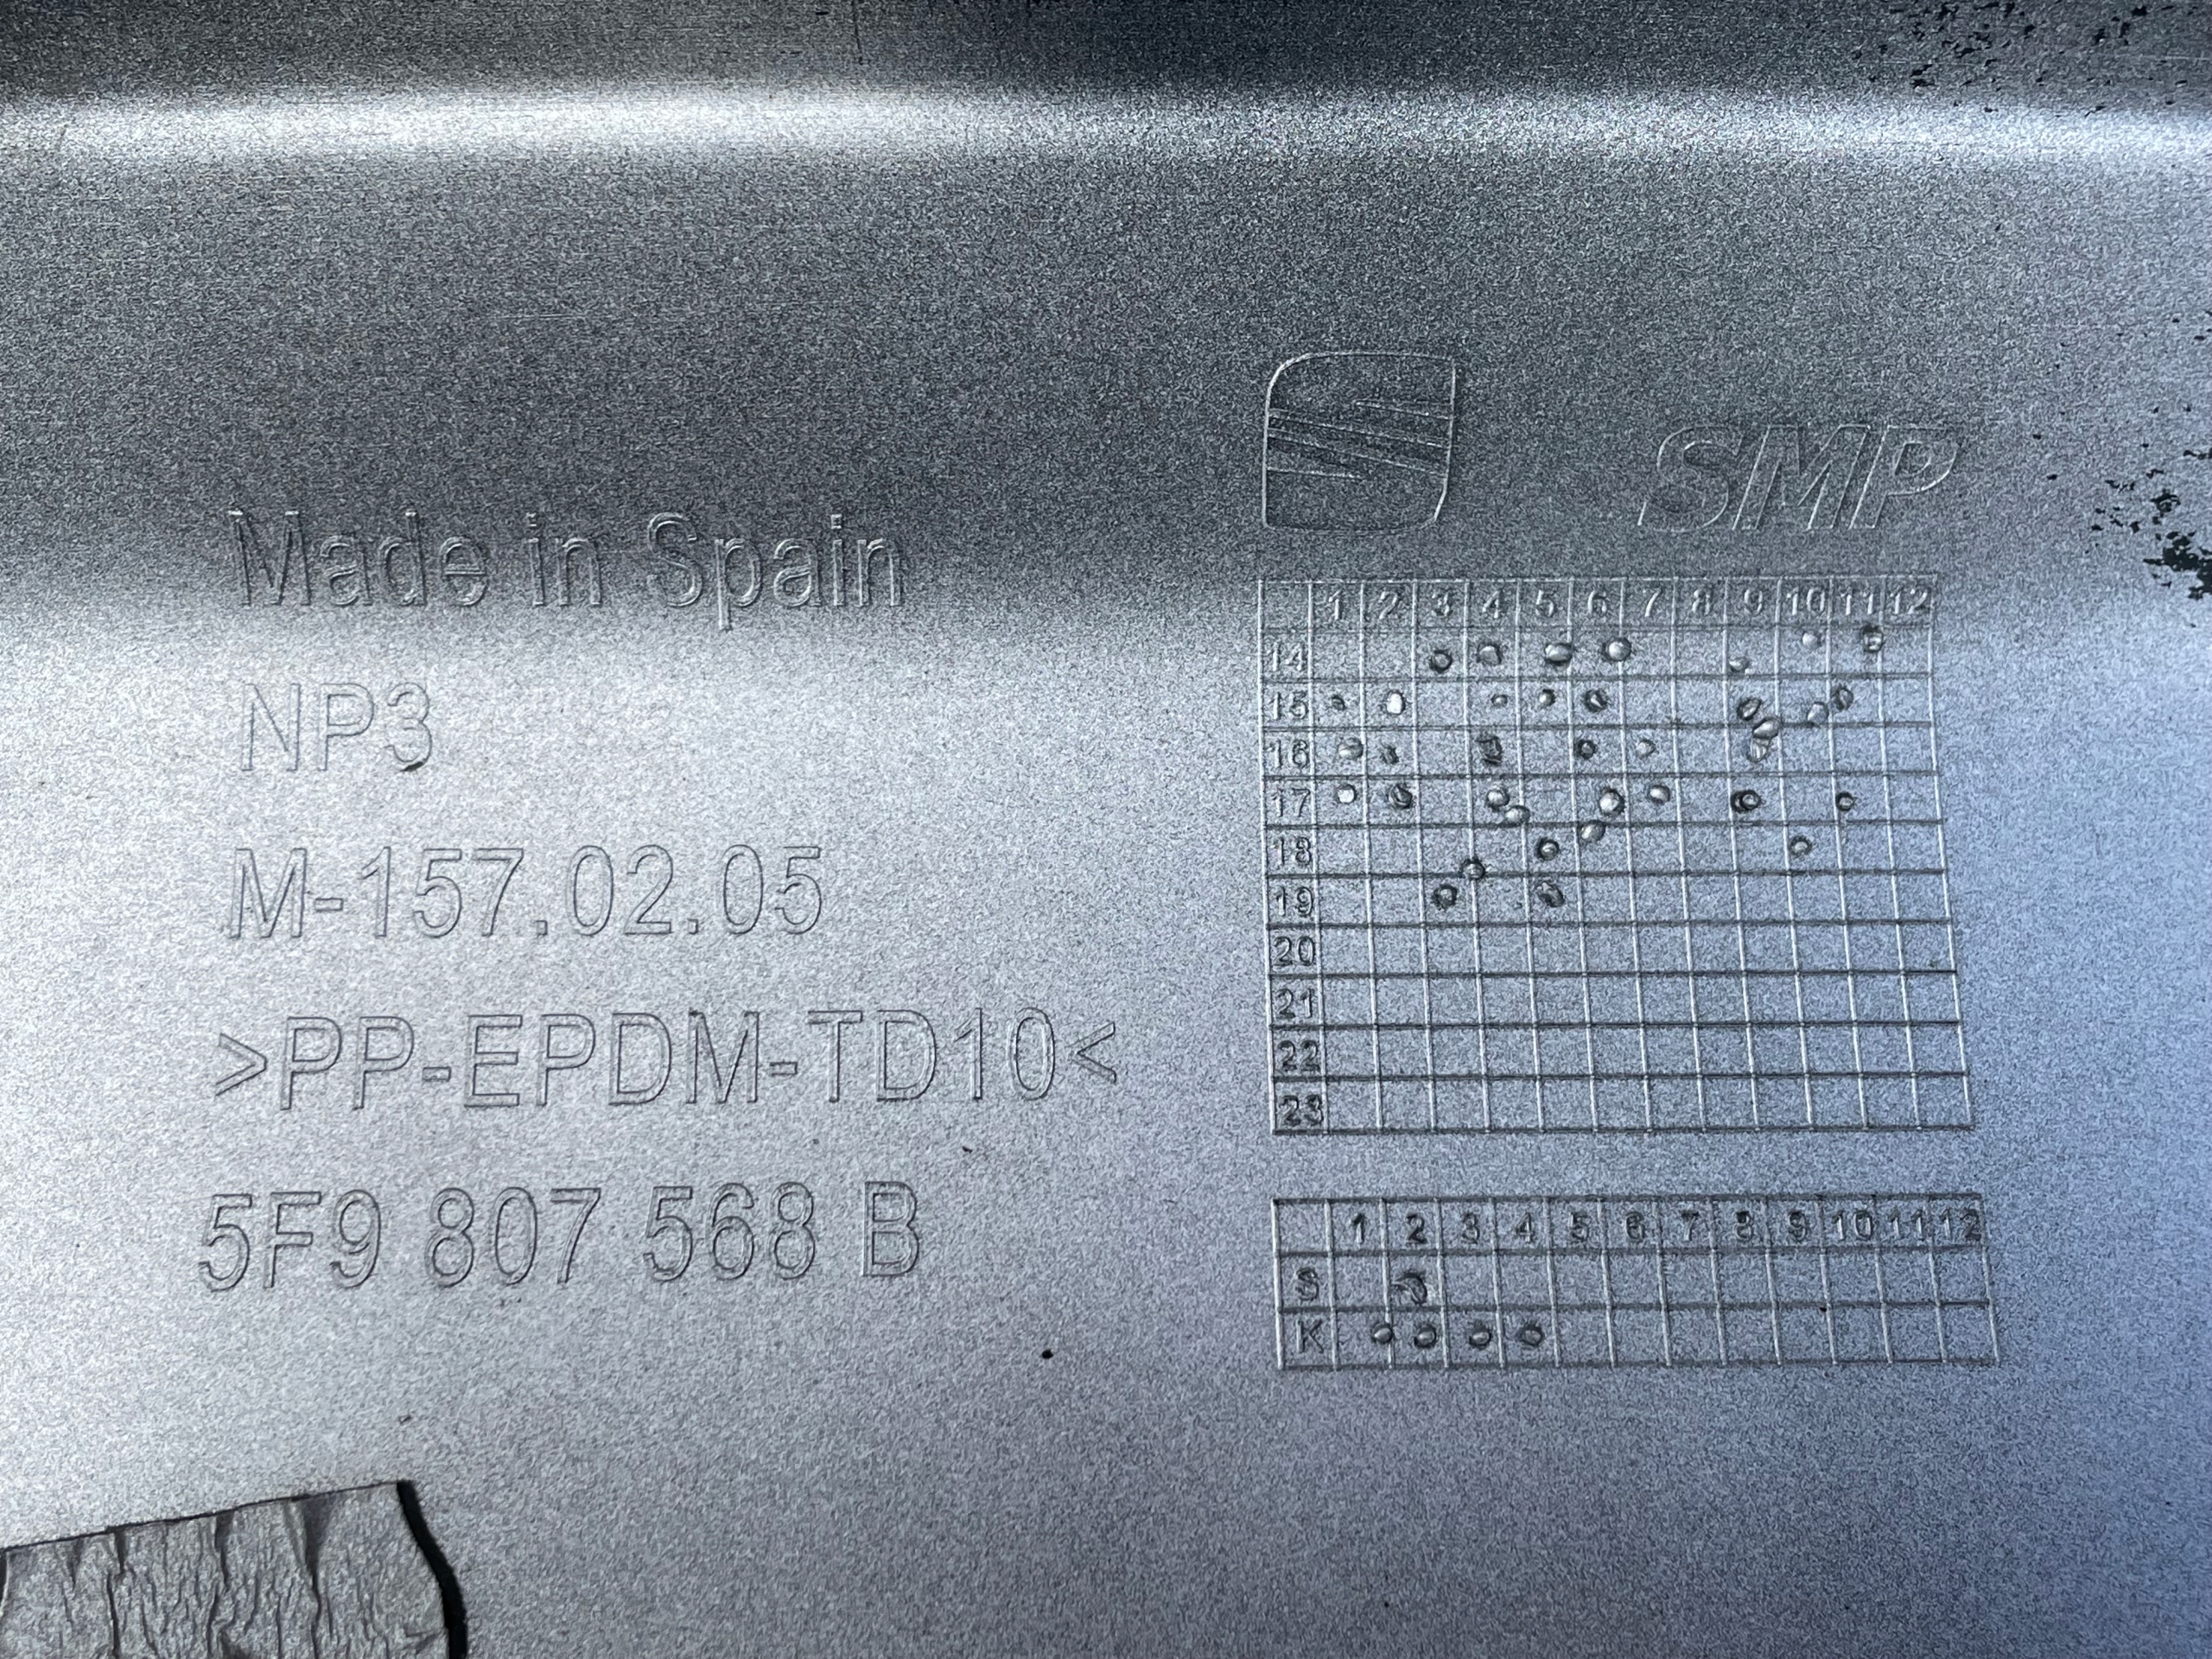 SMP
Made in Spain
NP3
M-157.02.05
>PP-EPDM-TD10<
5F9 807 568 B
1 2 3 4 5 6 7 8 9 10 11 12
14
15
16
17
18
19
20
21
22
23
1 2 3 4 5 6 7 8 9 10 11 12
S
K